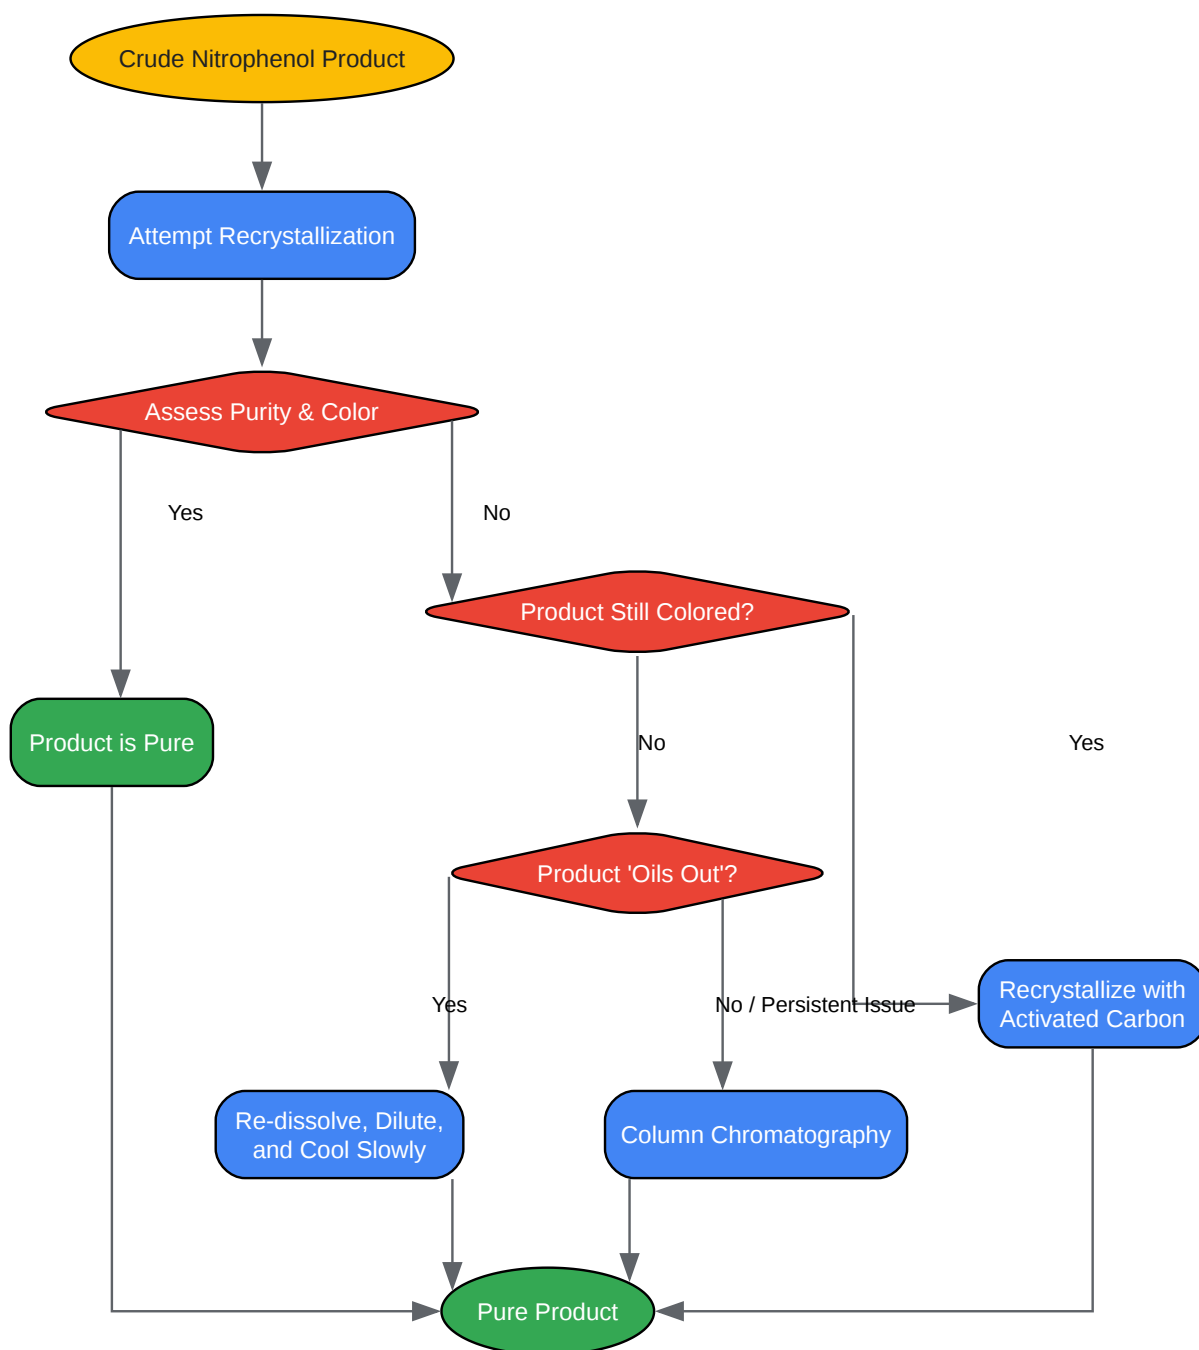 Crude Nitrophenol Product
Attempt Recrystallization
Assess Purity & Color
Yes
No
Product Still Colored?
Product is Pure
No
Yes
Product 'Oils Out'?
Yes
No / Persistent Issue
Recrystallize with
Activated Carbon
Re-dissolve, Dilute,
and Cool Slowly
Column Chromatography
Pure Product